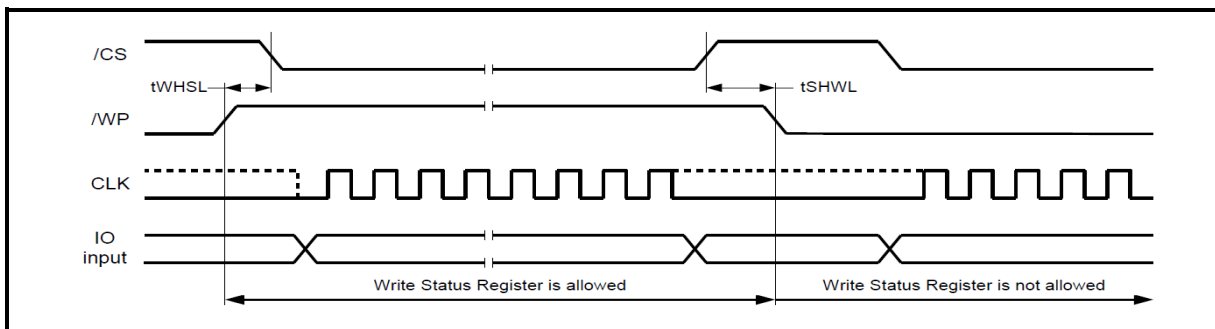 /CS
tWHSL
tSHWL
/WP
CLK
IO
input
Write Status Register is allowed
Write Status Register is not allowed